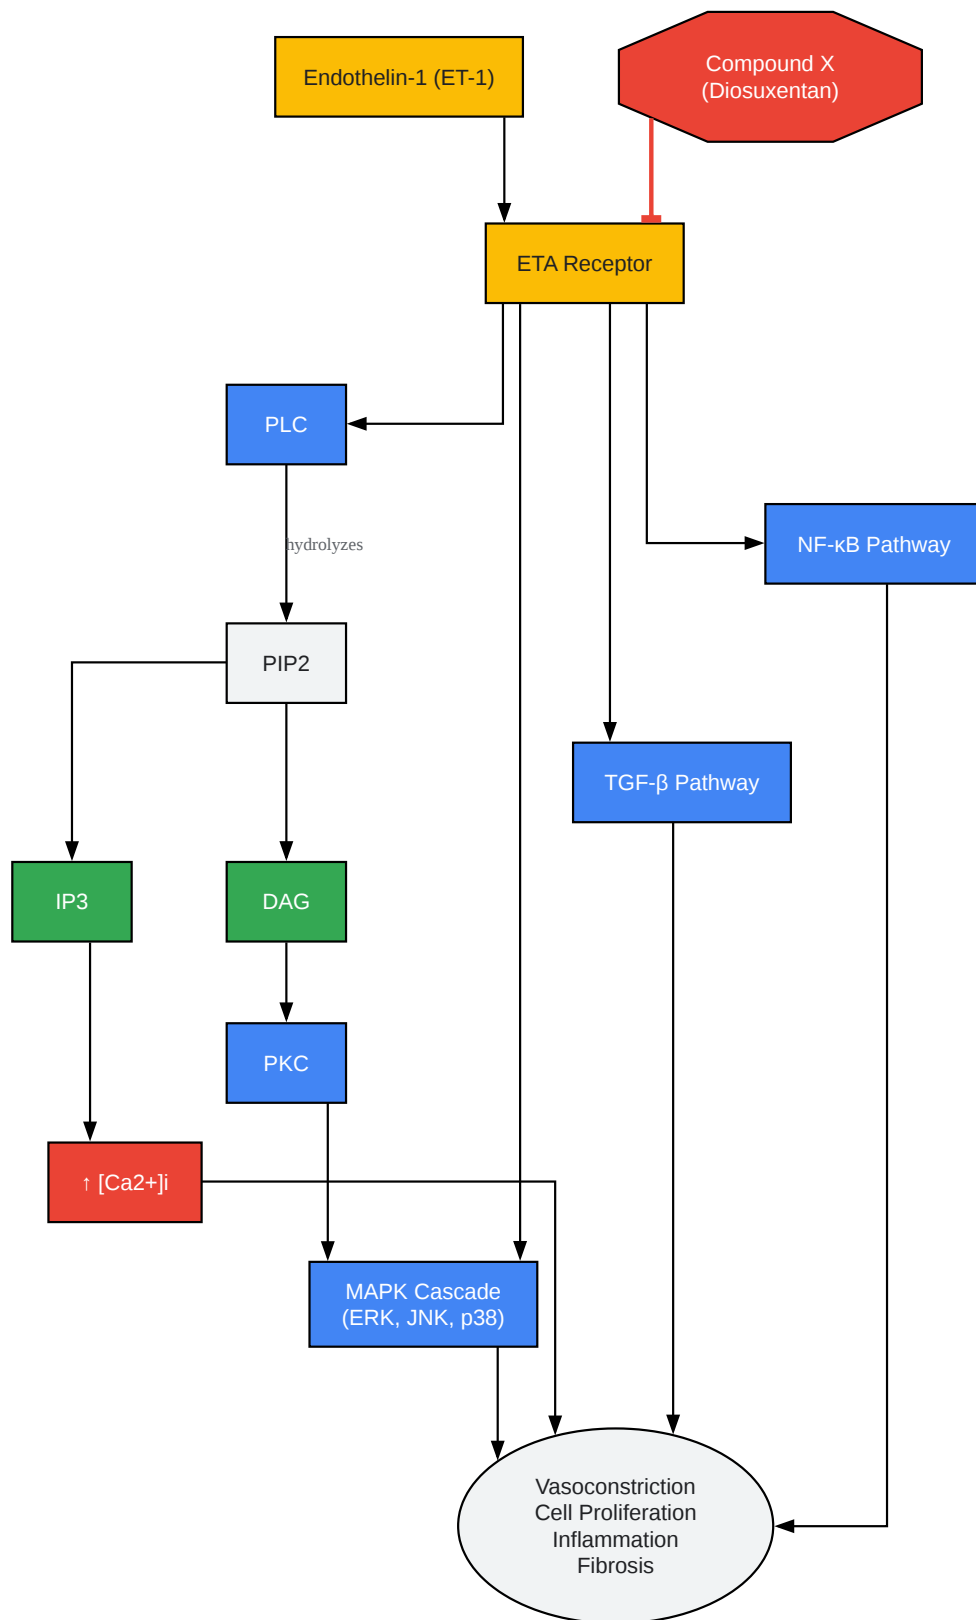 Endothelin-1 (ET-1)
Compound X
(Diosuxentan)
ETA Receptor
PLC
hydrolyzes
NF-κB Pathway
PIP2
TGF-β Pathway
IP3
DAG
PKC
↑ [Ca2+]i
MAPK Cascade
(ERK, JNK, p38)
Vasoconstriction
Cell Proliferation
Inflammation
Fibrosis